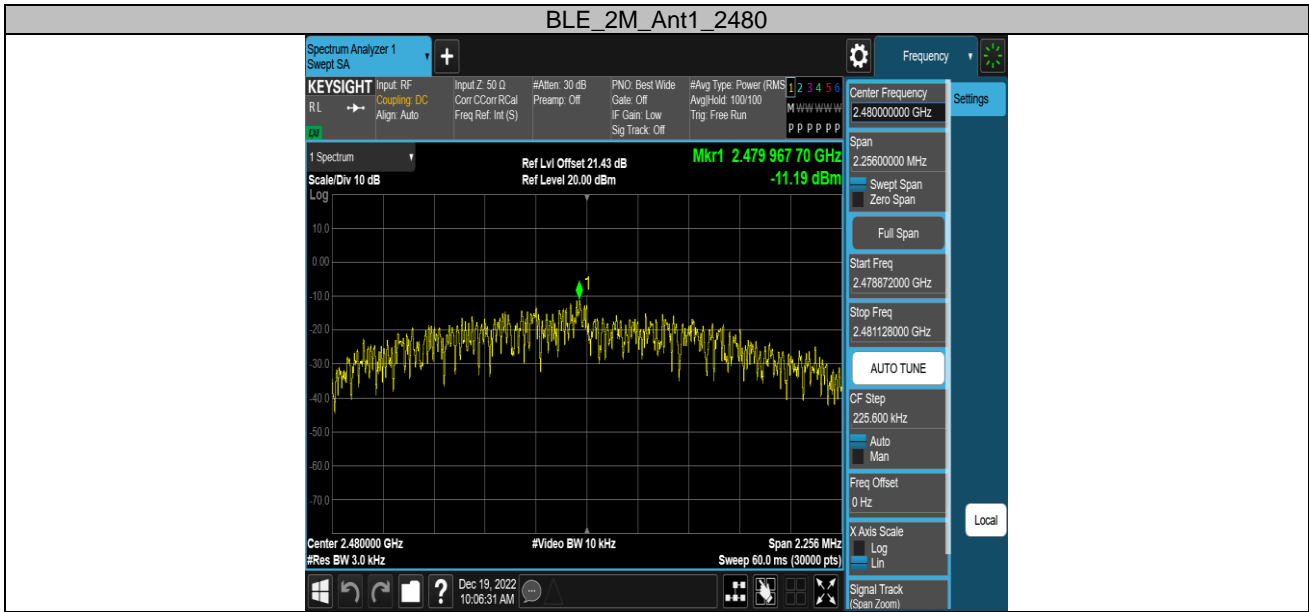 BLE_2M_Ant1_2480
Spectrum Analyzer 1
Swept SA
+
Frequency
KEYSIGHT
R L
LXI
Input: RF
Coupling: DC
Align: Auto
Input Z: 50 Ω
Corr CCorr RCal
Freq Ref: Int (S)
#Atten: 30 dB
Preamp: Off
PNO: Best Wide
Gate: Off
IF Gain: Low
Sig Track: Off
#Avg Type: Power (RMS
Avg|Hold: 100/100
Trig: Free Run
1 2 3 4 5 6
M W W W W W
P P P P P P
1 Spectrum
Scale/Div 10 dB
Log
Ref Lvl Offset 21.43 dB
Ref Level 20.00 dBm
Mkr1 2.479 967 70 GHz
-11.19 dBm
10.0
0.00
-10.0
-20.0
-30.0
-40.0
-50.0
-60.0
-70.0
1
Center 2.480000 GHz
#Res BW 3.0 kHz
#Video BW 10 kHz
Span 2.256 MHz
Sweep 60.0 ms (30000 pts)
?
Dec 19, 2022
10:06:31 AM
Center Frequency
2.480000000 GHz
Settings
Span
2.25600000 MHz
Swept Span
Zero Span
Full Span
Start Freq
2.478872000 GHz
Stop Freq
2.481128000 GHz
AUTO TUNE
CF Step
225.600 kHz
Auto
Man
Freq Offset
0 Hz
X Axis Scale
Log
Lin
Local
Signal Track
(Span Zoom)